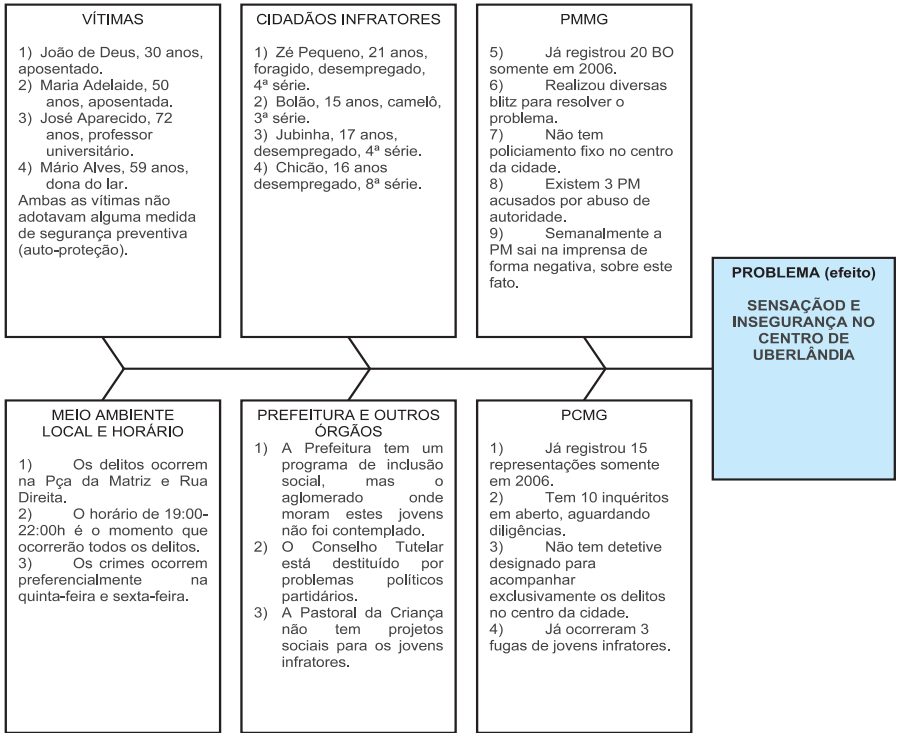 VÍTIMAS
1) João de Deus, 30 anos,
aposentado.
2) Maria Adelaide, 50
anos, aposentada.
3) José Aparecido, 72
anos, professor
universitário.
4) Mário Alves, 59 anos,
dona do lar.
Ambas as vítimas não
adotavam alguma medida
de segurança preventiva
(auto-proteção).
CIDADÃOS INFRATORES
1) Zé Pequeno, 21 anos,
foragido, desempregado,
4ª série.
2) Bolão, 15 anos, camelô,
3ª série.
3) Jubinha, 17 anos,
desempregado, 4ª série.
4) Chicão, 16 anos
desempregado, 8ª série.
PMMG
5) Já registrou 20 BO
somente em 2006.
6) Realizou diversas
blitz para resolver o
problema.
7) Não tem
policiamento fixo no centro
da cidade.
8) Existem 3 PM
acusados por abuso de
autoridade.
9) Semanalmente a
PM sai na imprensa de
forma negativa, sobre este
fato.
PROBLEMA (efeito)
SENSAÇÃOD E
INSEGURANÇA NO
CENTRO DE
UBERLÂNDIA
MEIO AMBIENTE
LOCAL E HORÁRIO
1) Os delitos ocorrem
na Pça da Matriz e Rua
Direita.
2) O horário de 19:00-
22:00h é o momento que
ocorrerão todos os delitos.
3) Os crimes ocorrem
preferencialmente na
quinta-feira e sexta-feira.
PREFEITURA E OUTROS
ÓRGÃOS
1) A Prefeitura tem um
programa de inclusão
social, mas o
aglomerado onde
moram estes jovens
não foi contemplado.
2) O Conselho Tutelar
está destituído por
problemas políticos
partidários.
3) A Pastoral da Criança
não tem projetos
sociais para os jovens
infratores.
PCMG
1) Já registrou 15
representações somente
em 2006.
2) Tem 10 inquéritos
em aberto, aguardando
diligências.
3) Não tem detetive
designado para
acompanhar
exclusivamente os delitos
no centro da cidade.
4) Já ocorreram 3
fugas de jovens infratores.